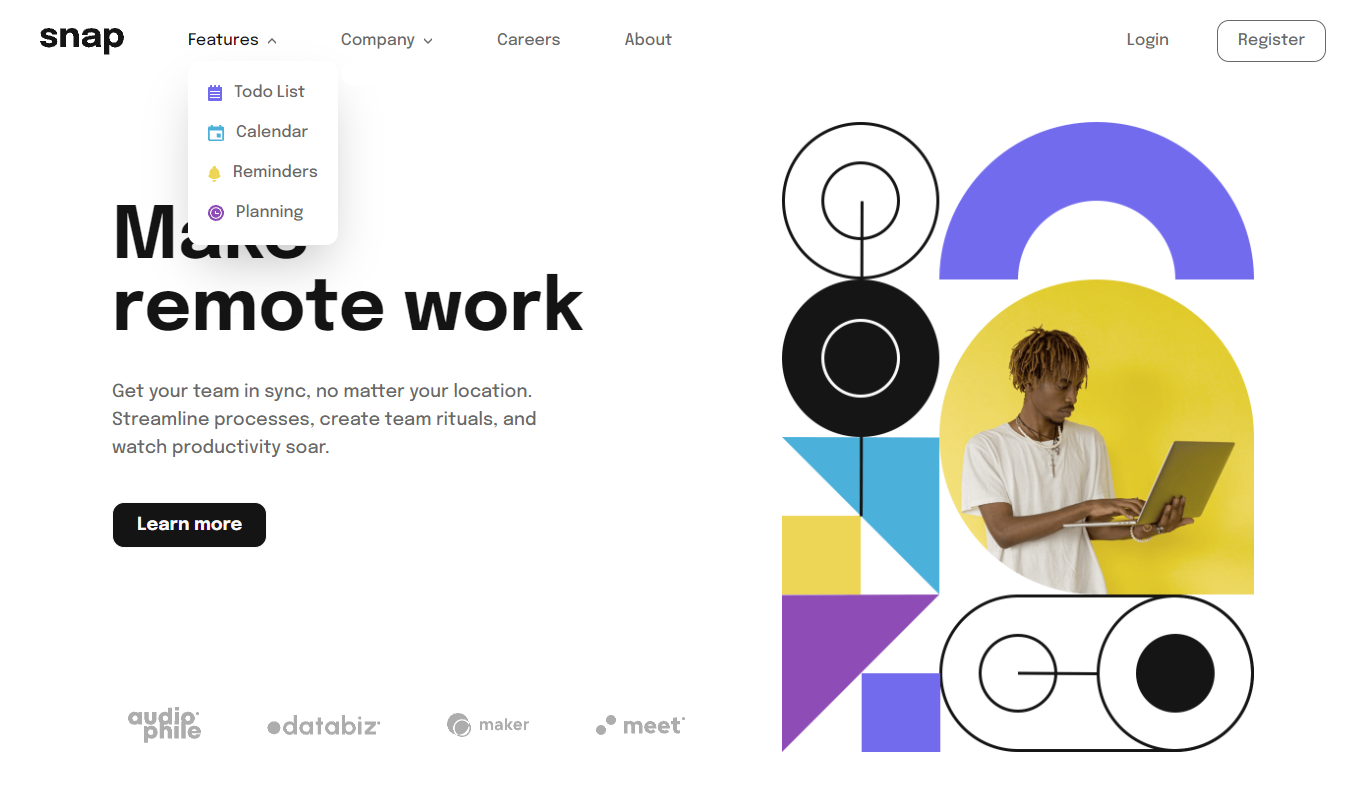 snap Features Company Careers About Login Register
Todo List
Calendar
Reminders
Planning
Make
remote work
Get your team in sync, no matter your location.
Streamline processes, create team rituals, and
watch productivity soar.
Learn more
audiophile databiz maker meet